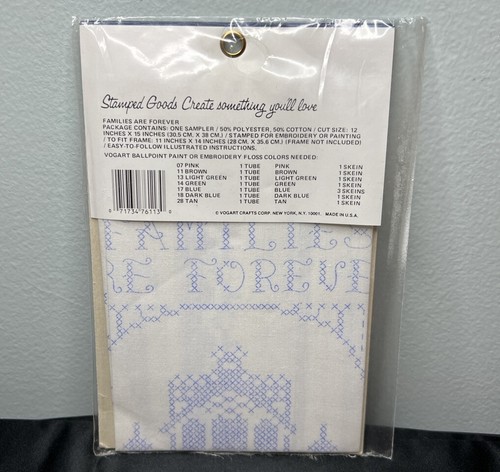 Stamped Goods Create something you'll love
FAMILIES ARE FOREVER
PACKAGE CONTAINS: ONE SAMPLER / 50% POLYESTER, 50% COTTON / CUT SIZE: 12
INCHES X 15 INCHES (30.5 CM. X 38 CM.) / STAMPED FOR EMBROIDERY OR PAINTING
/ TO FIT FRAME: 11 INCHES X 14 INCHES (28 CM. X 35.6 CM.) (FRAME NOT INCLUDED)
/ EASY-TO-FOLLOW ILLUSTRATED INSTRUCTIONS.
VOGART BALLPOINT PAINT OR EMBROIDERY FLOSS COLORS NEEDED:
07 PINK 1 TUBE PINK 1 SKEIN
11 BROWN 1 TUBE BROWN 1 SKEIN
13 LIGHT GREEN 1 TUBE LIGHT GREEN 1 SKEIN
14 GREEN 1 TUBE GREEN 1 SKEIN
17 BLUE 1 TUBE BLUE 3 SKEINS
18 DARK BLUE 1 TUBE DARK BLUE 1 SKEIN
28 TAN 1 TUBE TAN 1 SKEIN
0 71734 76113 0
© VOGART CRAFTS CORP. NEW YORK, N.Y. 10001. MADE IN U.S.A.
FAMILIES
RE FOREVE